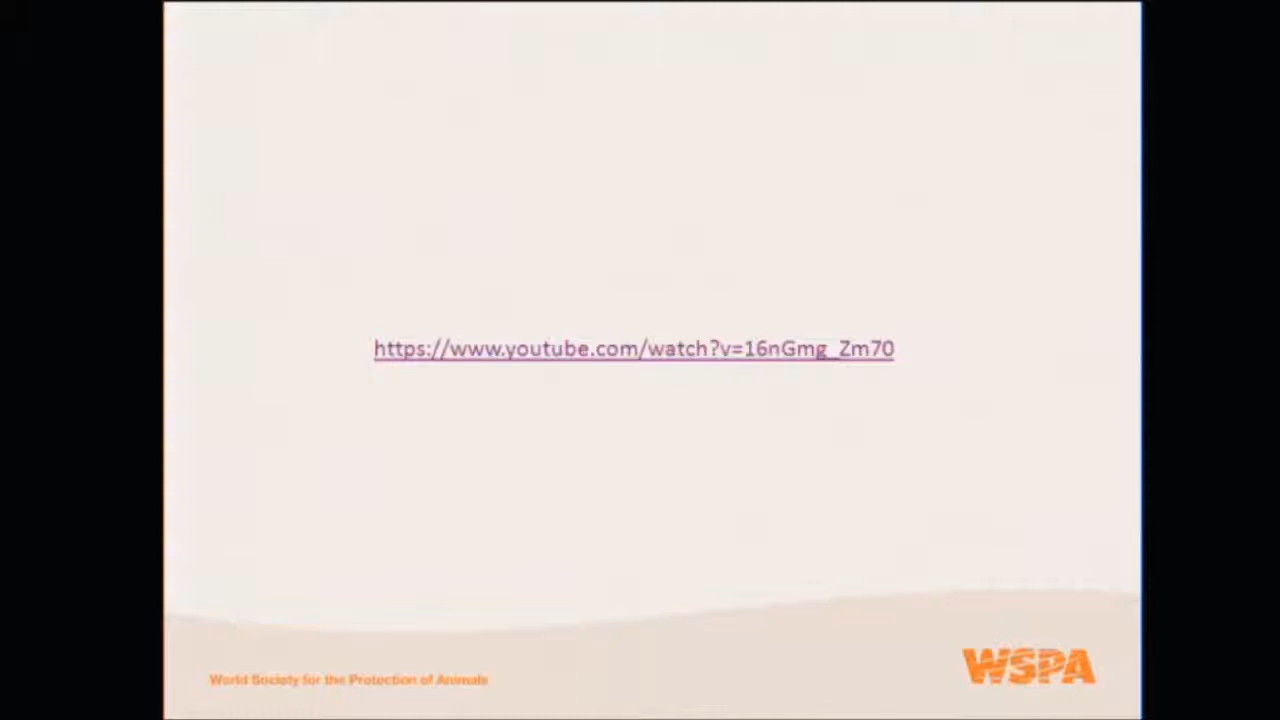 https://www.youtube.com/watch?v=16nGmg_Zm70
World Society for the Protection of Animals
WSPA